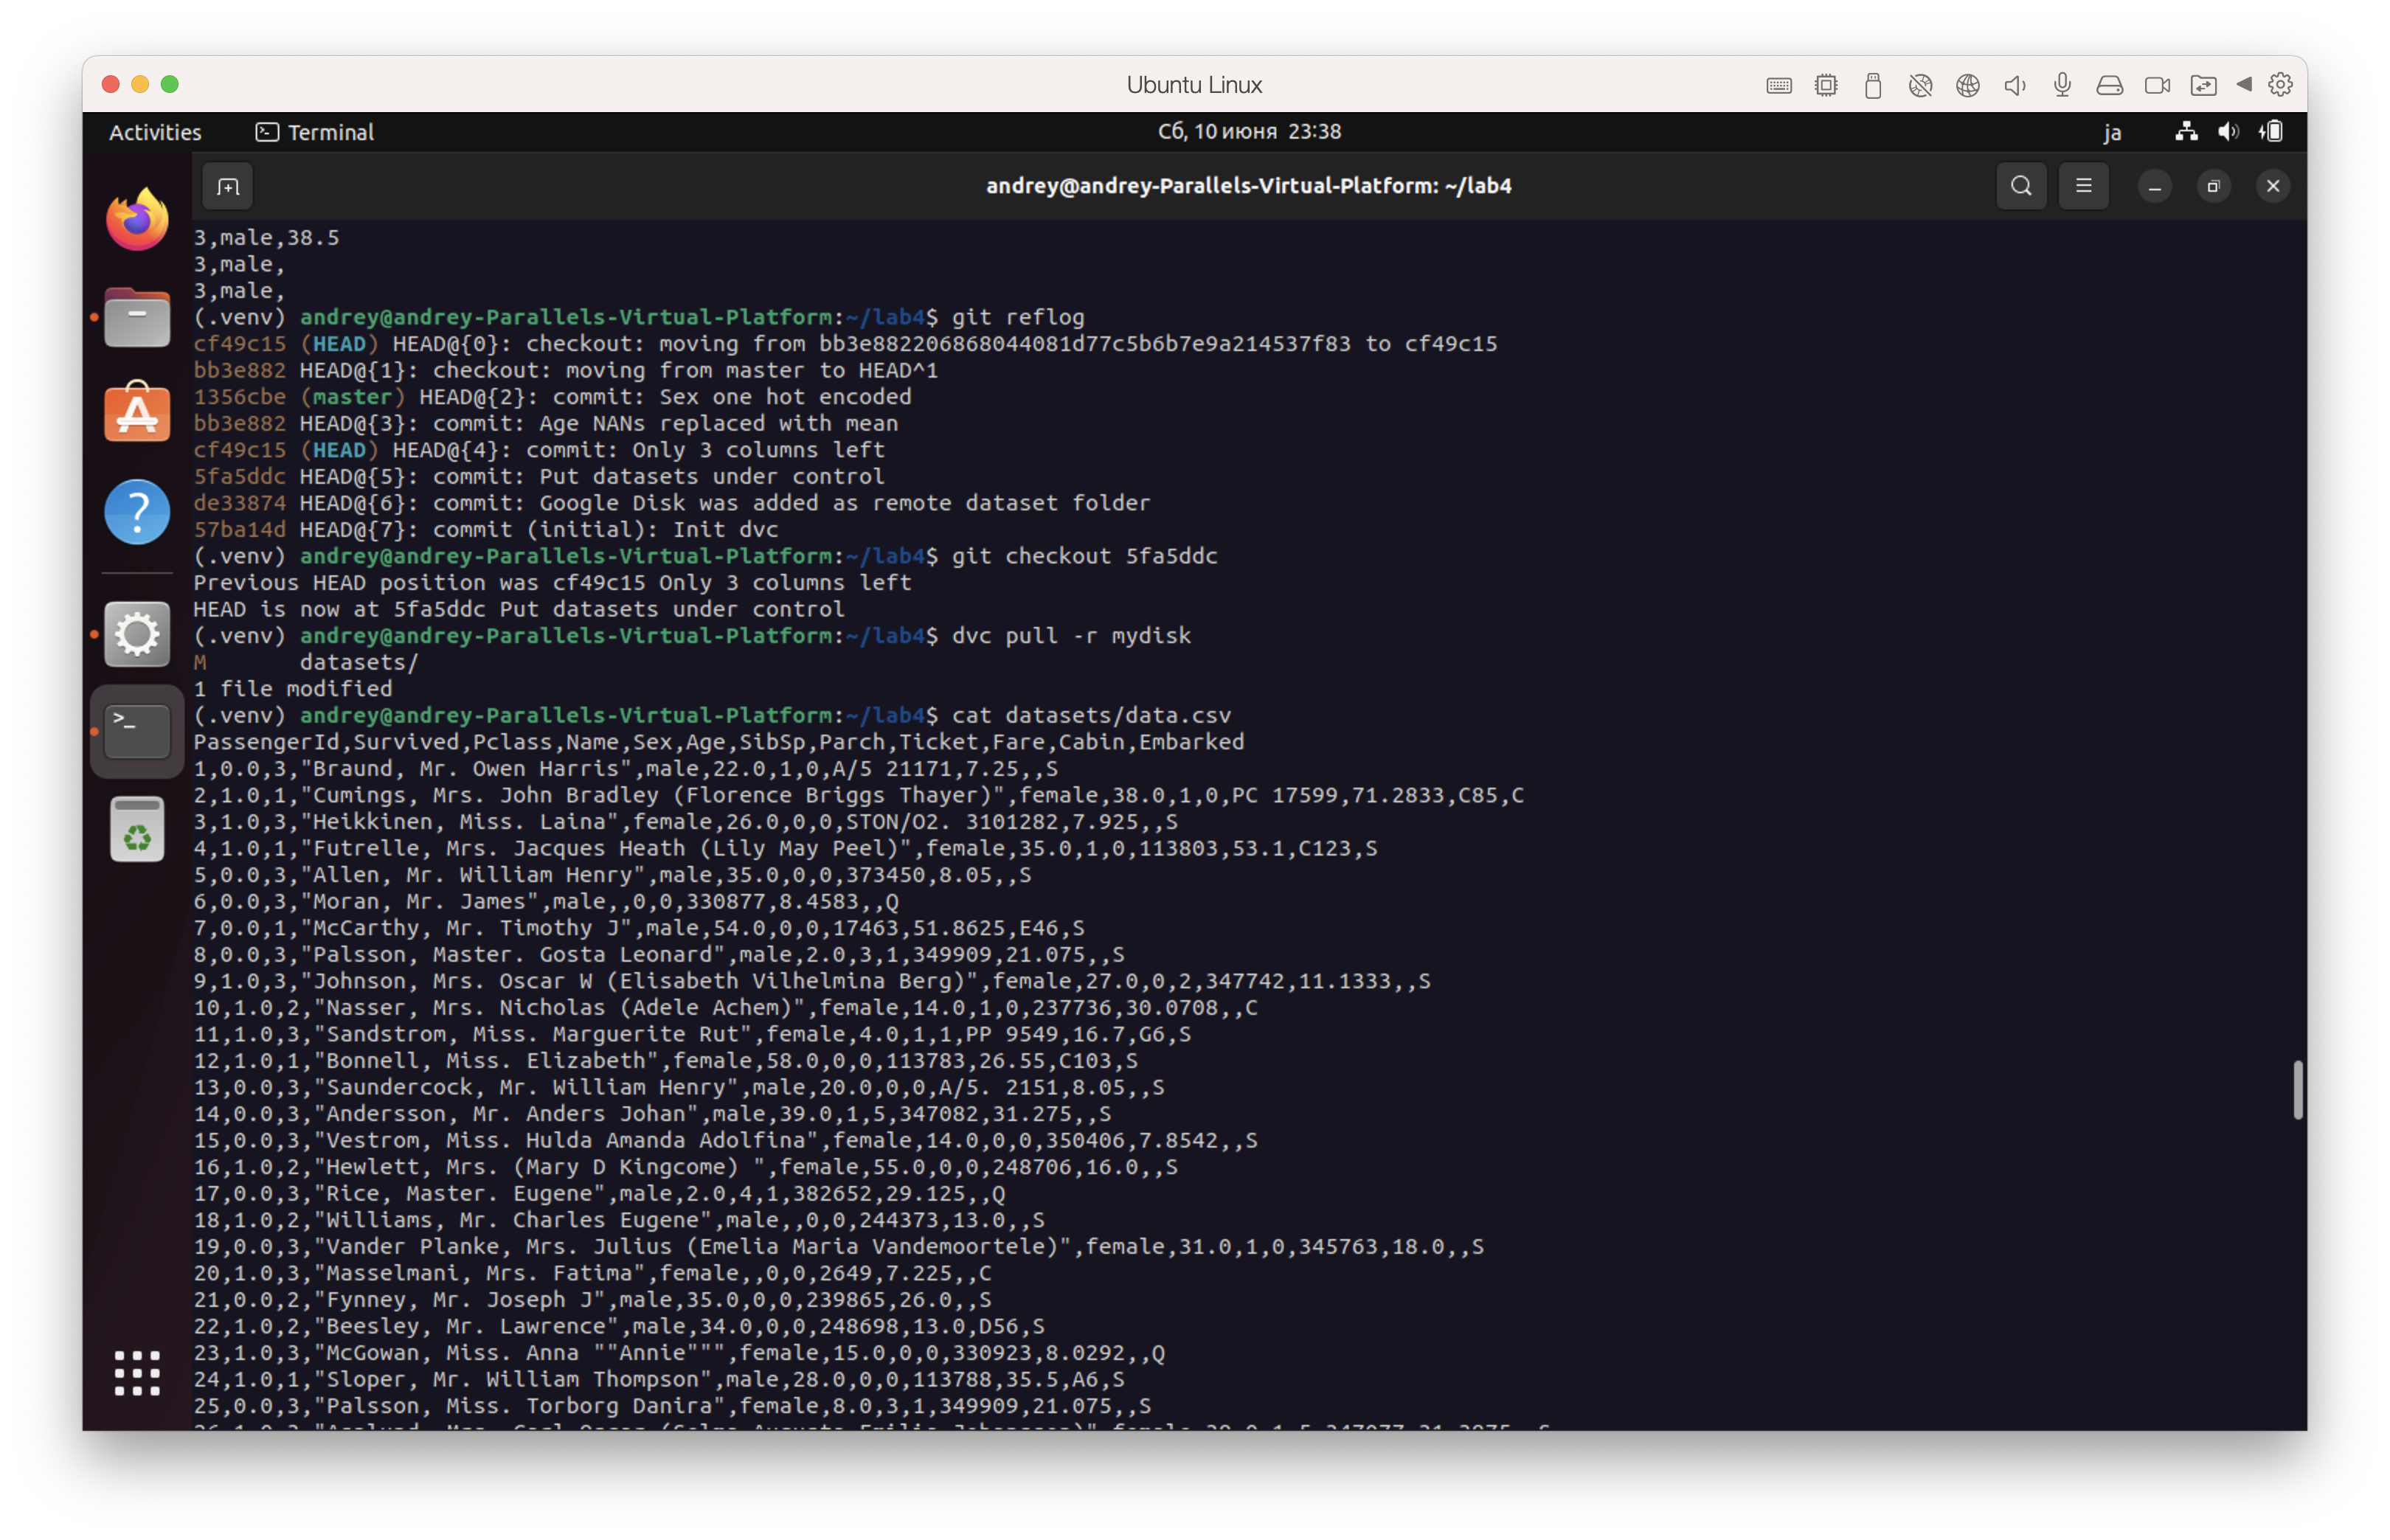 Ubuntu Linux
Activities
Terminal
Сб, 10 июня 23:38
ja
andrey@andrey-Parallels-Virtual-Platform: ~/lab4
3,male,38.5
3,male,
3,male,
(.venv) andrey@andrey-Parallels-Virtual-Platform:~/lab4$ git reflog
cf49c15 (HEAD) HEAD@{0}: checkout: moving from bb3e882206868044081d77c5b6b7e9a214537f83 to cf49c15
bb3e882 HEAD@{1}: checkout: moving from master to HEAD^1
1356cbe (master) HEAD@{2}: commit: Sex one hot encoded
bb3e882 HEAD@{3}: commit: Age NANs replaced with mean
cf49c15 (HEAD) HEAD@{4}: commit: Only 3 columns left
5fa5ddc HEAD@{5}: commit: Put datasets under control
de33874 HEAD@{6}: commit: Google Disk was added as remote dataset folder
57ba14d HEAD@{7}: commit (initial): Init dvc
(.venv) andrey@andrey-Parallels-Virtual-Platform:~/lab4$ git checkout 5fa5ddc
Previous HEAD position was cf49c15 Only 3 columns left
HEAD is now at 5fa5ddc Put datasets under control
(.venv) andrey@andrey-Parallels-Virtual-Platform:~/lab4$ dvc pull -r mydisk
M       datasets/
1 file modified
(.venv) andrey@andrey-Parallels-Virtual-Platform:~/lab4$ cat datasets/data.csv
PassengerId,Survived,Pclass,Name,Sex,Age,SibSp,Parch,Ticket,Fare,Cabin,Embarked
1,0.0,3,"Braund, Mr. Owen Harris",male,22.0,1,0,A/5 21171,7.25,,S
2,1.0,1,"Cumings, Mrs. John Bradley (Florence Briggs Thayer)",female,38.0,1,0,PC 17599,71.2833,C85,C
3,1.0,3,"Heikkinen, Miss. Laina",female,26.0,0,0,STON/O2. 3101282,7.925,,S
4,1.0,1,"Futrelle, Mrs. Jacques Heath (Lily May Peel)",female,35.0,1,0,113803,53.1,C123,S
5,0.0,3,"Allen, Mr. William Henry",male,35.0,0,0,373450,8.05,,S
6,0.0,3,"Moran, Mr. James",male,,0,0,330877,8.4583,,Q
7,0.0,1,"McCarthy, Mr. Timothy J",male,54.0,0,0,17463,51.8625,E46,S
8,0.0,3,"Palsson, Master. Gosta Leonard",male,2.0,3,1,349909,21.075,,S
9,1.0,3,"Johnson, Mrs. Oscar W (Elisabeth Vilhelmina Berg)",female,27.0,0,2,347742,11.1333,,S
10,1.0,2,"Nasser, Mrs. Nicholas (Adele Achem)",female,14.0,1,0,237736,30.0708,,C
11,1.0,3,"Sandstrom, Miss. Marguerite Rut",female,4.0,1,1,PP 9549,16.7,G6,S
12,1.0,1,"Bonnell, Miss. Elizabeth",female,58.0,0,0,113783,26.55,C103,S
13,0.0,3,"Saundercock, Mr. William Henry",male,20.0,0,0,A/5. 2151,8.05,,S
14,0.0,3,"Andersson, Mr. Anders Johan",male,39.0,1,5,347082,31.275,,S
15,0.0,3,"Vestrom, Miss. Hulda Amanda Adolfina",female,14.0,0,0,350406,7.8542,,S
16,1.0,2,"Hewlett, Mrs. (Mary D Kingcome) ",female,55.0,0,0,248706,16.0,,S
17,0.0,3,"Rice, Master. Eugene",male,2.0,4,1,382652,29.125,,Q
18,1.0,2,"Williams, Mr. Charles Eugene",male,,0,0,244373,13.0,,S
19,0.0,3,"Vander Planke, Mrs. Julius (Emelia Maria Vandemoortele)",female,31.0,1,0,345763,18.0,,S
20,1.0,3,"Masselmani, Mrs. Fatima",female,,0,0,2649,7.225,,C
21,0.0,2,"Fynney, Mr. Joseph J",male,35.0,0,0,239865,26.0,,S
22,1.0,2,"Beesley, Mr. Lawrence",male,34.0,0,0,248698,13.0,D56,S
23,1.0,3,"McGowan, Miss. Anna ""Annie""",female,15.0,0,0,330923,8.0292,,Q
24,1.0,1,"Sloper, Mr. William Thompson",male,28.0,0,0,113788,35.5,A6,S
25,0.0,3,"Palsson, Miss. Torborg Danira",female,8.0,3,1,349909,21.075,,S